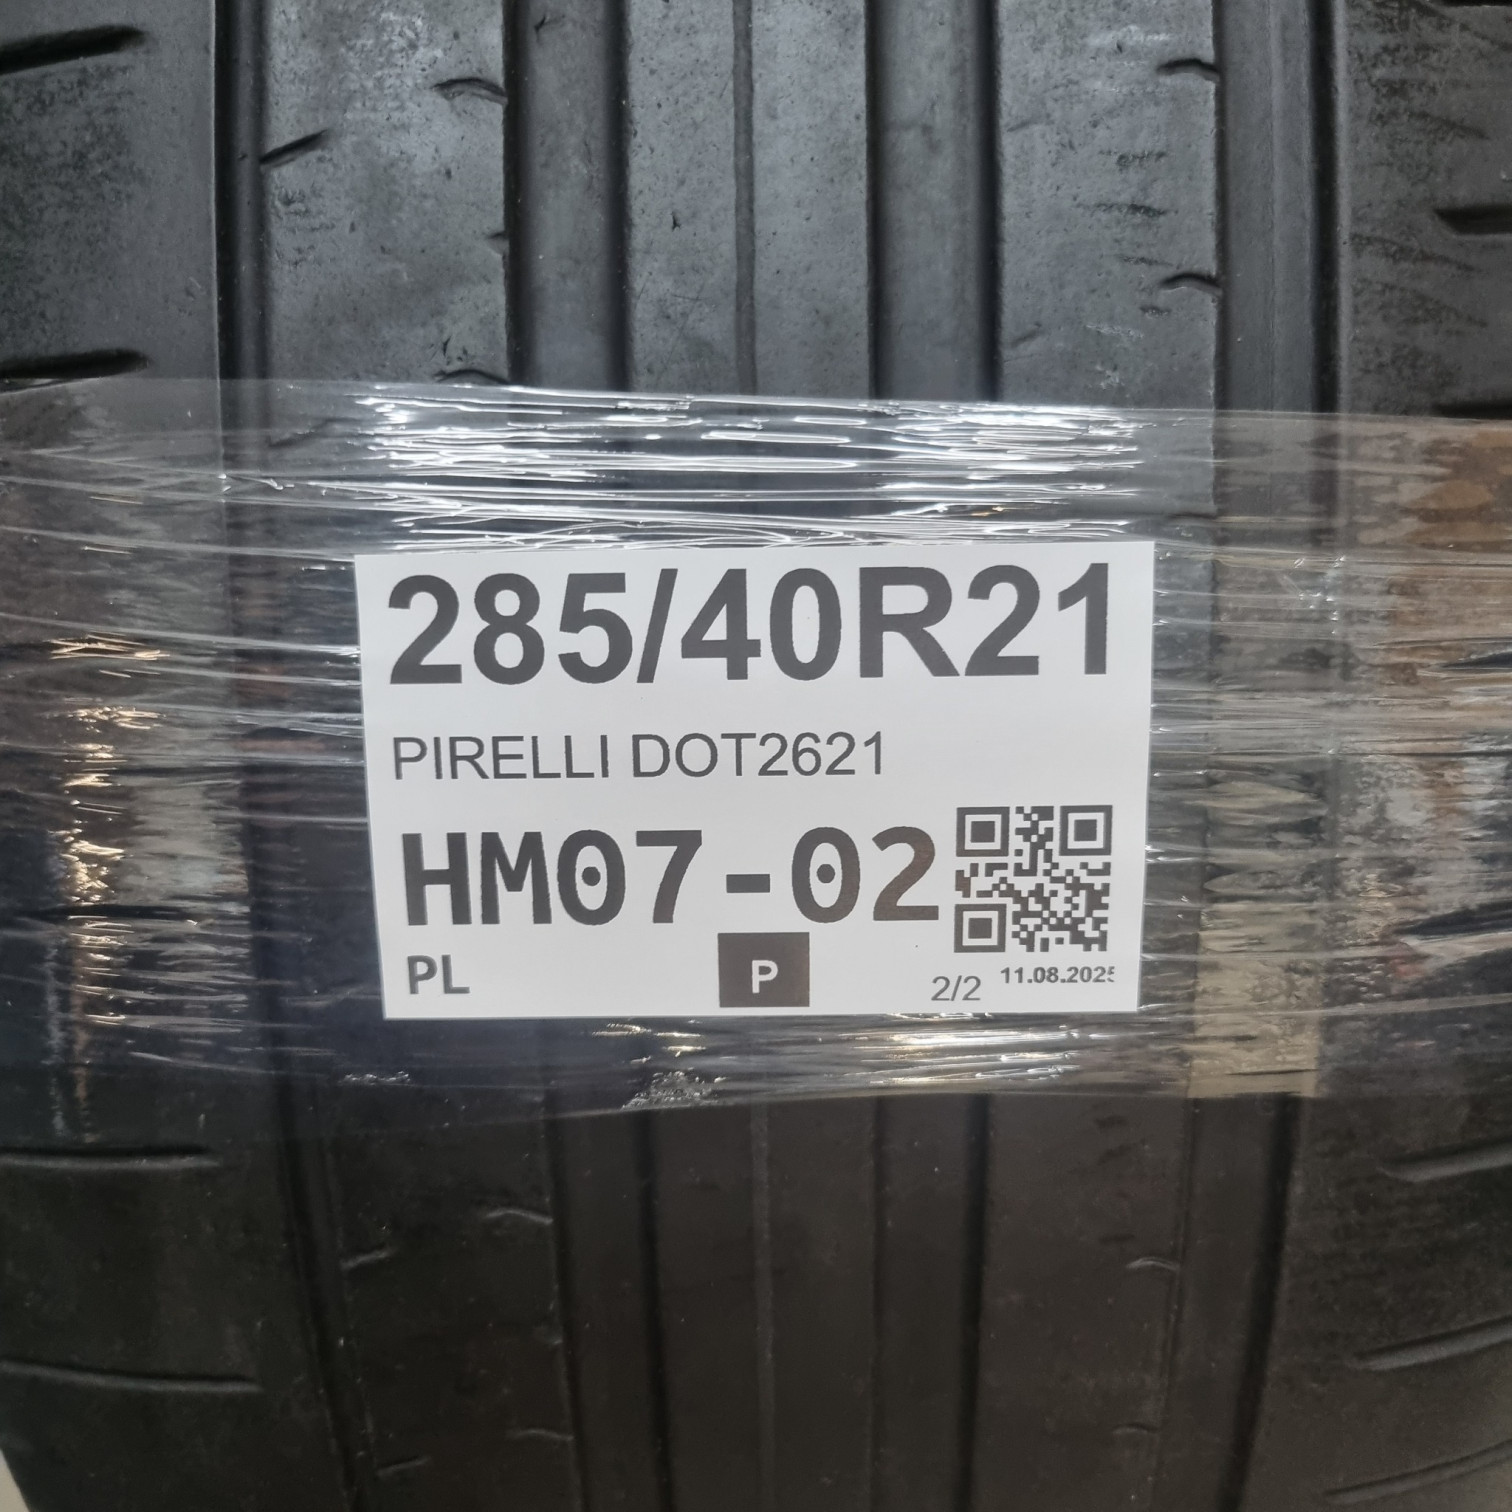 285/40R21
PIRELLI DOT2621
HM07-02
PL
P
2/2 11.08.2025